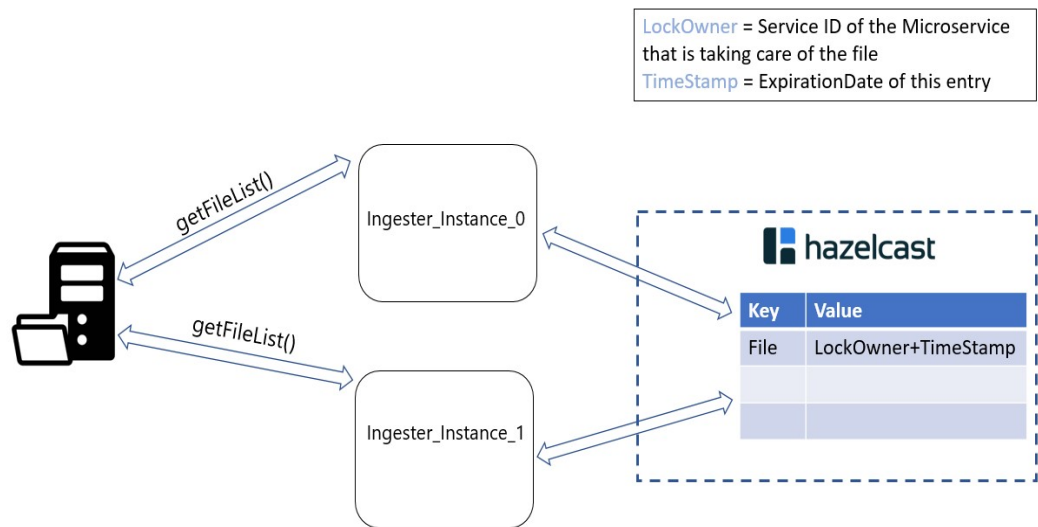 LockOwner = Service ID of the Microservice
that is taking care of the file
TimeStamp = ExpirationDate of this entry
getFileList()
Ingester_Instance_0
hazelcast
Key Value
File LockOwner+TimeStamp
getFileList()
Ingester_Instance_1